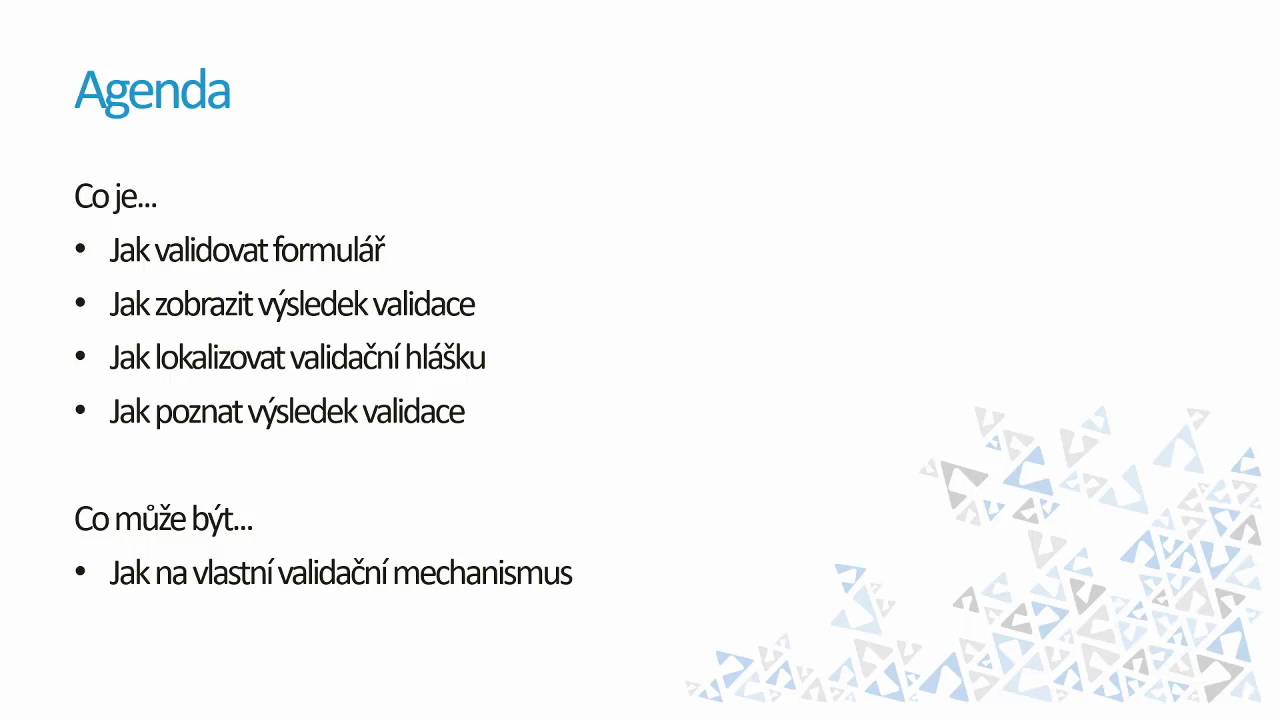 Agenda
Co je...
• Jak validovat formulář
• Jak zobrazit výsledek validace
• Jak lokalizovat validační hlášku
• Jak poznat výsledek validace
Co může být...
• Jak na vlastní validační mechanismus